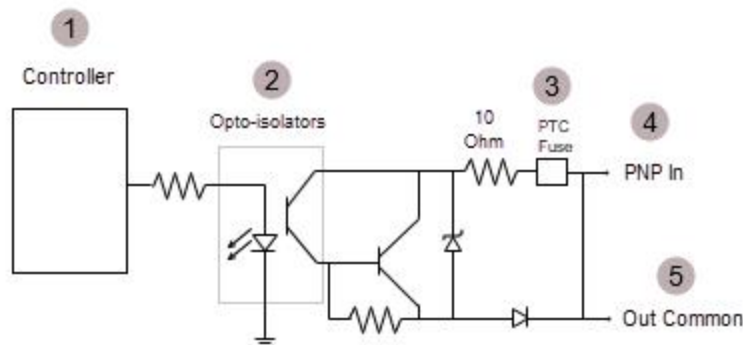 1
Controller
2
Opto-isolators
10
Ohm
3
PTC
Fuse
4
PNP In
5
Out Common